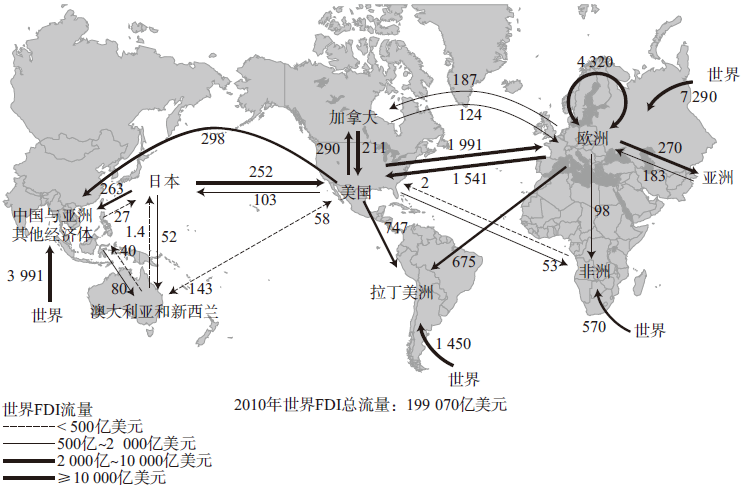 4 320
世界
187
7 290
124
加拿大
欧洲
298
290
211
1 991
270
252
1 541
183
亚洲
263
日本
美国
2
103
中国与亚洲
其他经济体
27
1.4
52
58
98
747
40
675
53
非洲
3 991
80
143
拉丁美洲
澳大利亚和新西兰
世界
570
世界
1 450
世界
2010年世界FDI总流量：199 070亿美元
世界FDI流量
< 500亿美元
500亿~2 000亿美元
2 000亿~10 000亿美元
≥10 000亿美元